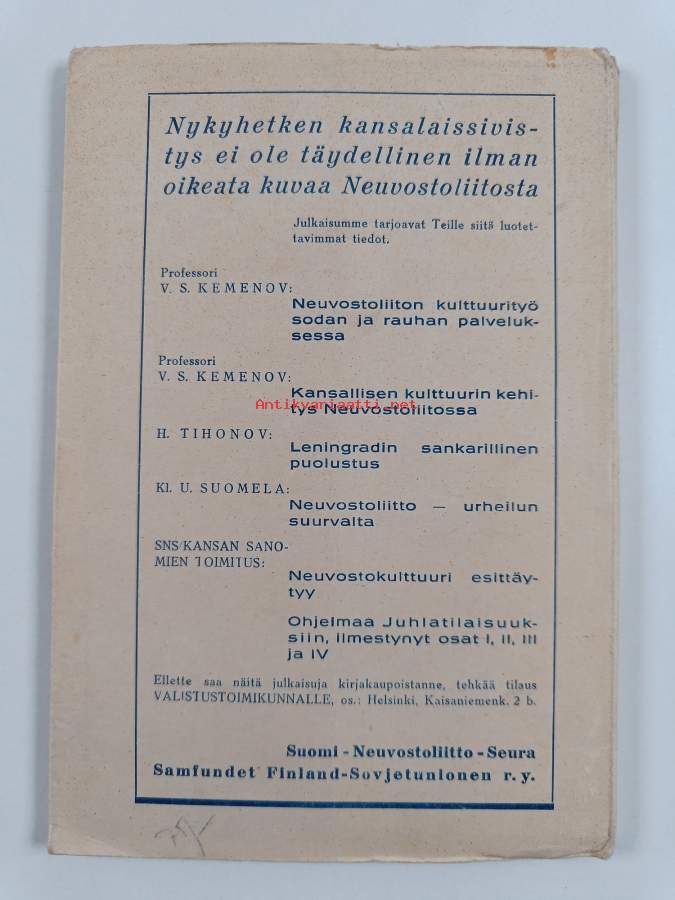 Nykyhetken kansalaissivis-
tys ei ole täydellinen ilman
oikeata kuvaa Neuvostoliitosta
Julkaisumme tarjoavat Teille siitä luotet-
tavimmat tiedot.
Professori
V. S. KEMENOV:
Neuvostoliiton kulttuurityö
sodan ja rauhan palveluk-
sessa
Professori
V. S. KEMENOV:
Kansallisen kulttuurin kehi-
tys Neuvostoliitossa
Antikvariaatti.net
H. TIHONOV:
Leningradin sankarillinen
puolustus
Kl. U. SUOMELA:
Neuvostoliitto — urheilun
suurvalta
SNS/KANSAN SANO-
MIEN TOIMITUS:
Neuvostokulttuuri esittäy-
tyy
Ohjelmaa Juhlatilaisuuk-
siin, ilmestynyt osat I, II, III
ja IV
Ellette saa näitä julkaisuja kirjakaupoistanne, tehkää tilaus
VALISTUSTOIMIKUNNALLE, os.: Helsinki, Kaisaniemenk. 2 b.
Suomi-Neuvostoliitto-Seura
Samfundet Finland-Sovjetunionen r. y.